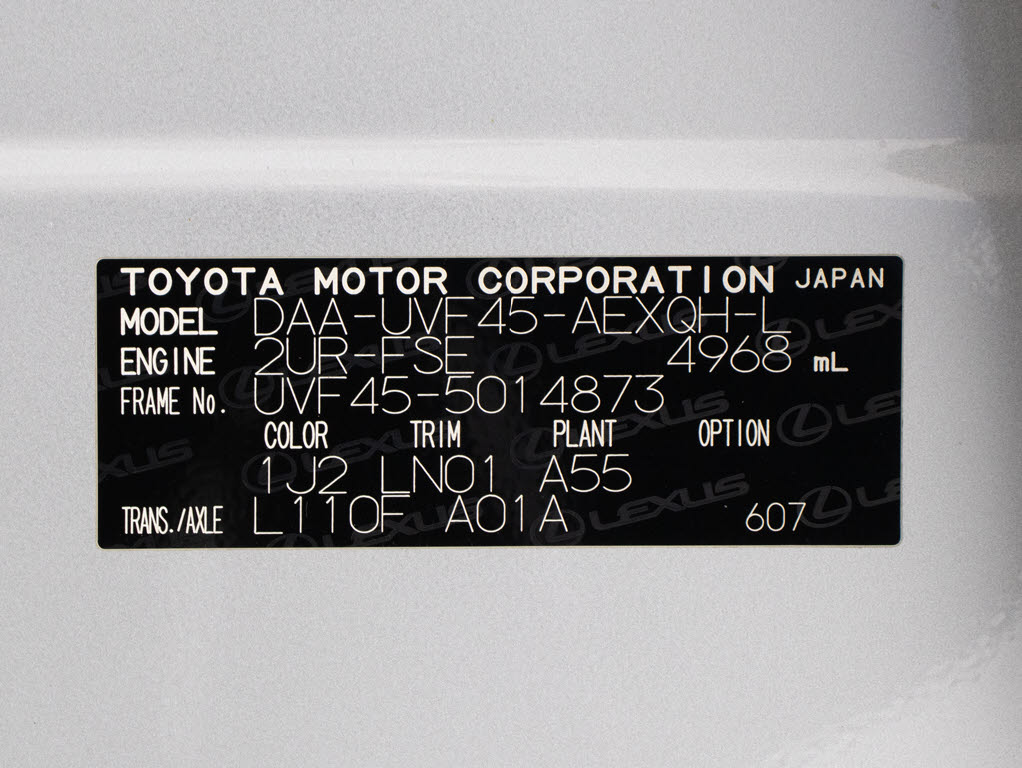 TOYOTA MOTOR CORPORATION JAPAN
MODEL DAA-UVF45-AEXQH-L
ENGINE 2UR-FSE 4968 mL
FRAME No. UVF45-5014873
COLOR TRIM PLANT OPTION
1J2 LN01 A55
TRANS./AXLE L110F A01A 607